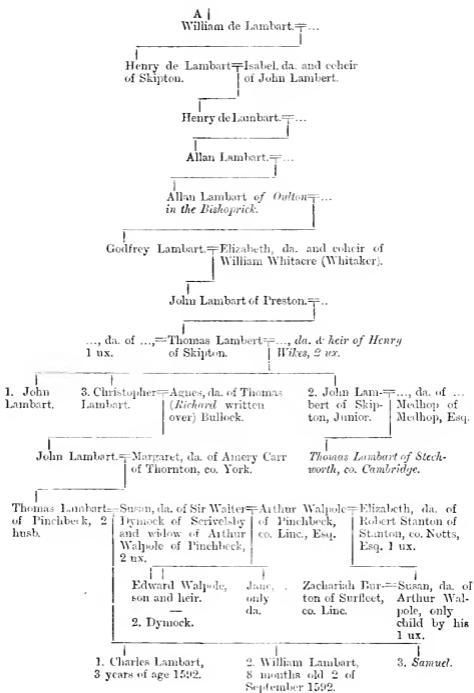 A
William de Lambart. ...
Henry de Lambart Isabel, da. and coheir
of Skipton. of John Lambert.
Henry de Lambart. ...
Allan Lambart. ...
Allan Lambart of Oulton ...
in the Bishoprick.
Godfrey Lambart. Elizabeth, da. and coheir of
William Whitacre (Whitaker).
John Lambart of Preston. ..
..., da. of ...,=Thomas Lambert ..., da. & heir of Henry
1 ux. of Skipton. Wikes, 2 ux.
1. John
Lambart.
3. Christopher Agnes, da. of Thomas
Lambart. (Richard written
over) Bullock.
2. John Lam- ..., da. of ...
bert of Skip- Medhop of
ton, Junior. Medhop, Esq.
John Lambart. Margaret, da. of Amery Carr
of Thornton, co. York.
Thomas Lambart of Stech-
worth, co. Cambridge.
Thomas Lambart
of Pinchbeck, 2
husb.
Susan, da. of Sir Walter
Dymock of Scrivelsby
and widow of Arthur
Walpole of Pinchbeck,
2 ux.
Arthur Walpole
of Pinchbeck,
co. Linc., Esq.
Elizabeth, da. of
Robert Stanton of
Stanton, co. Notts,
Esq. 1 ux.
Edward Walpole,
son and heir.
—
2. Dymock.
Jane,
only
da.
Zachariah Bur-
ton of Surfleet,
co. Linc.
Susan, da. of
Arthur Wal-
pole, only
child by his
1 ux.
1. Charles Lambart,
3 years of age 1592.
2. William Lambart,
8 months old 2 of
September 1592.
3. Samuel.